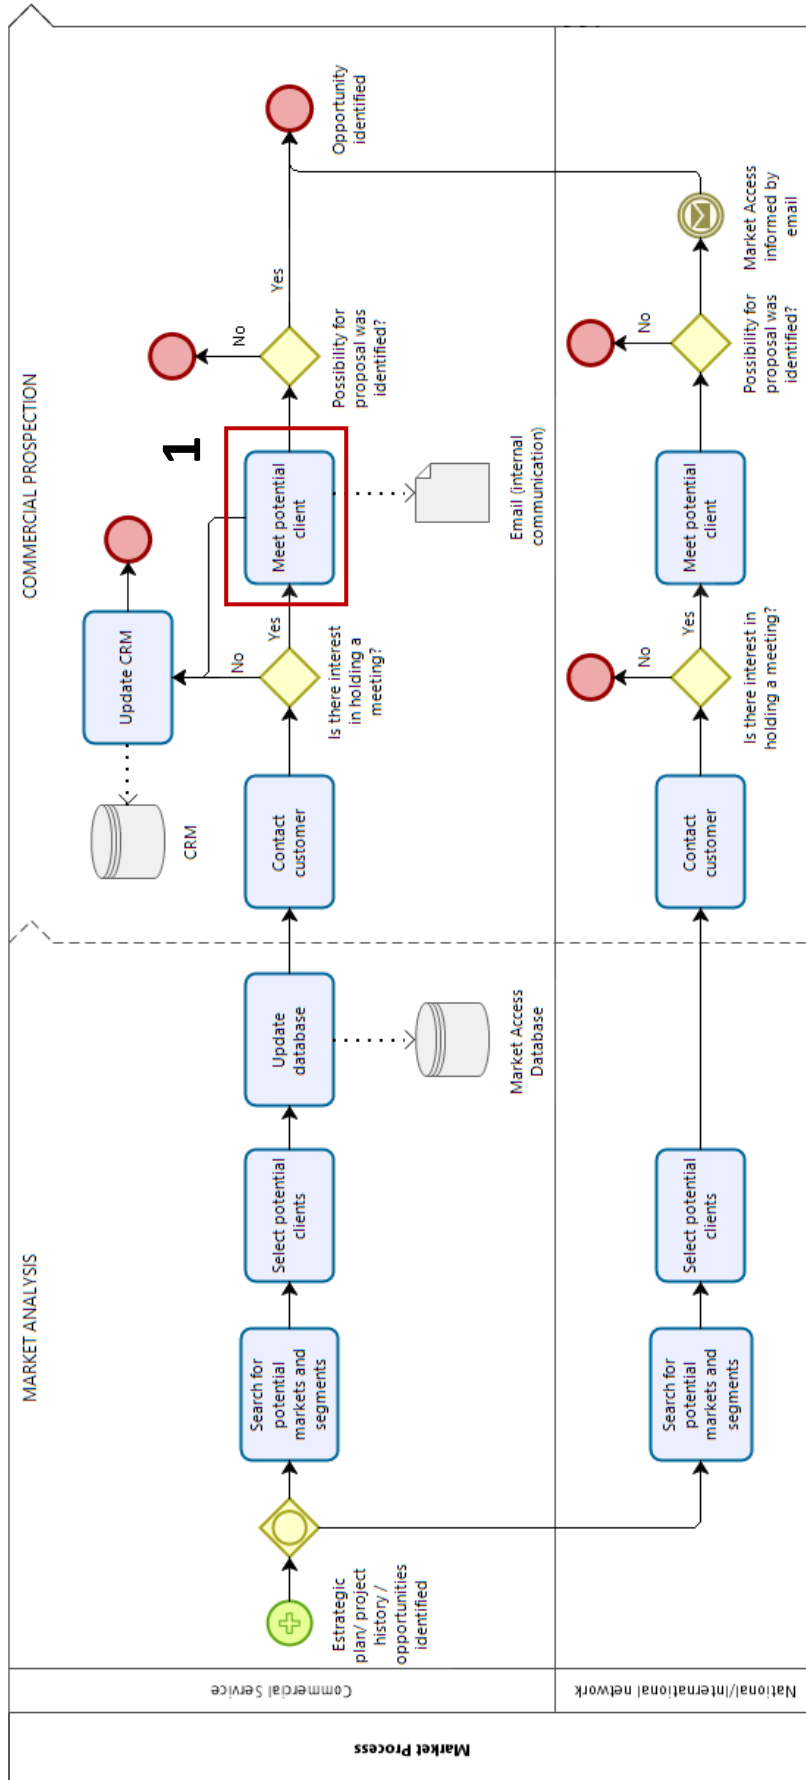 Market Process
Commercial Service
National/International network
MARKET ANALYSIS
COMMERCIAL PROSPECTION
Estrategic
plan/ project
history /
opportunities
identified
Search for
potential
markets and
segments
Select potential
clients
Update
database
Market Access
Database
Contact
customer
Is there interest
in holding a
meeting?
No
Yes
Update CRM
CRM
1
Meet potential
client
Email (internal
communication)
Possibility for
proposal was
identified?
No
Yes
Opportunity
identified
Search for
potential
markets and
segments
Select potential
clients
Contact
customer
Is there interest in
holding a meeting?
No
Yes
Meet potential
client
Possibility for
proposal was
identified?
No
Market Access
informed by
email